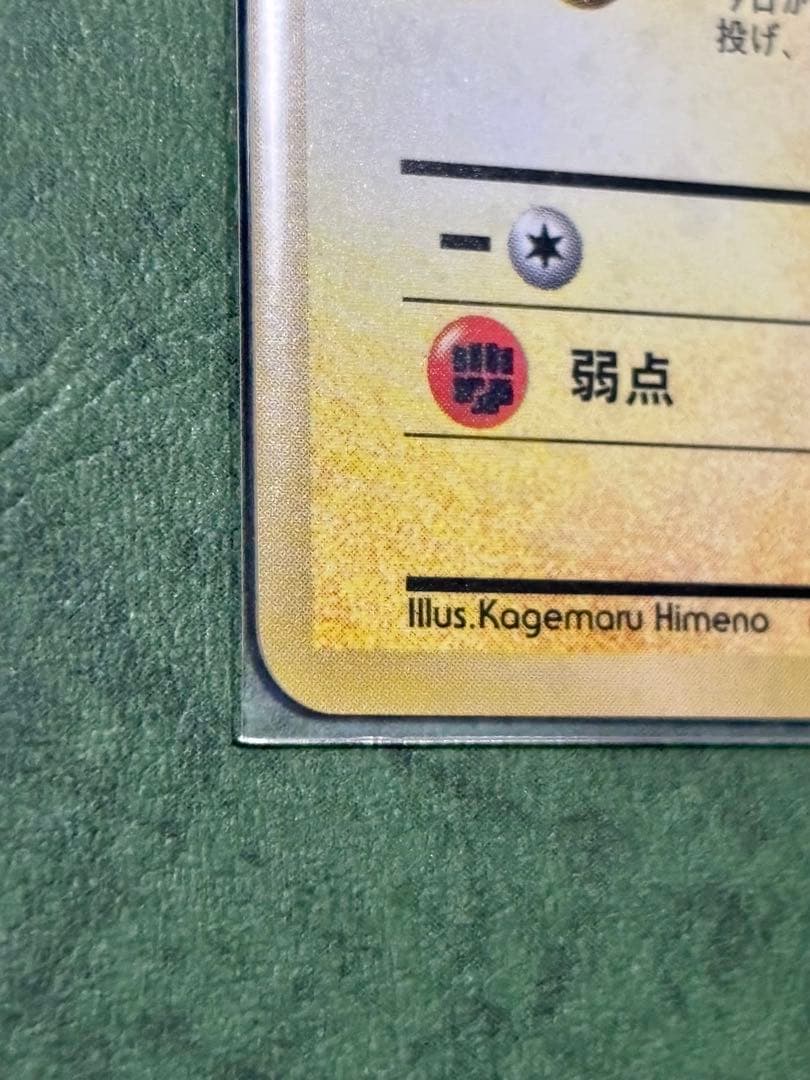 投げ、
弱点
Illus.Kagemaru Himeno